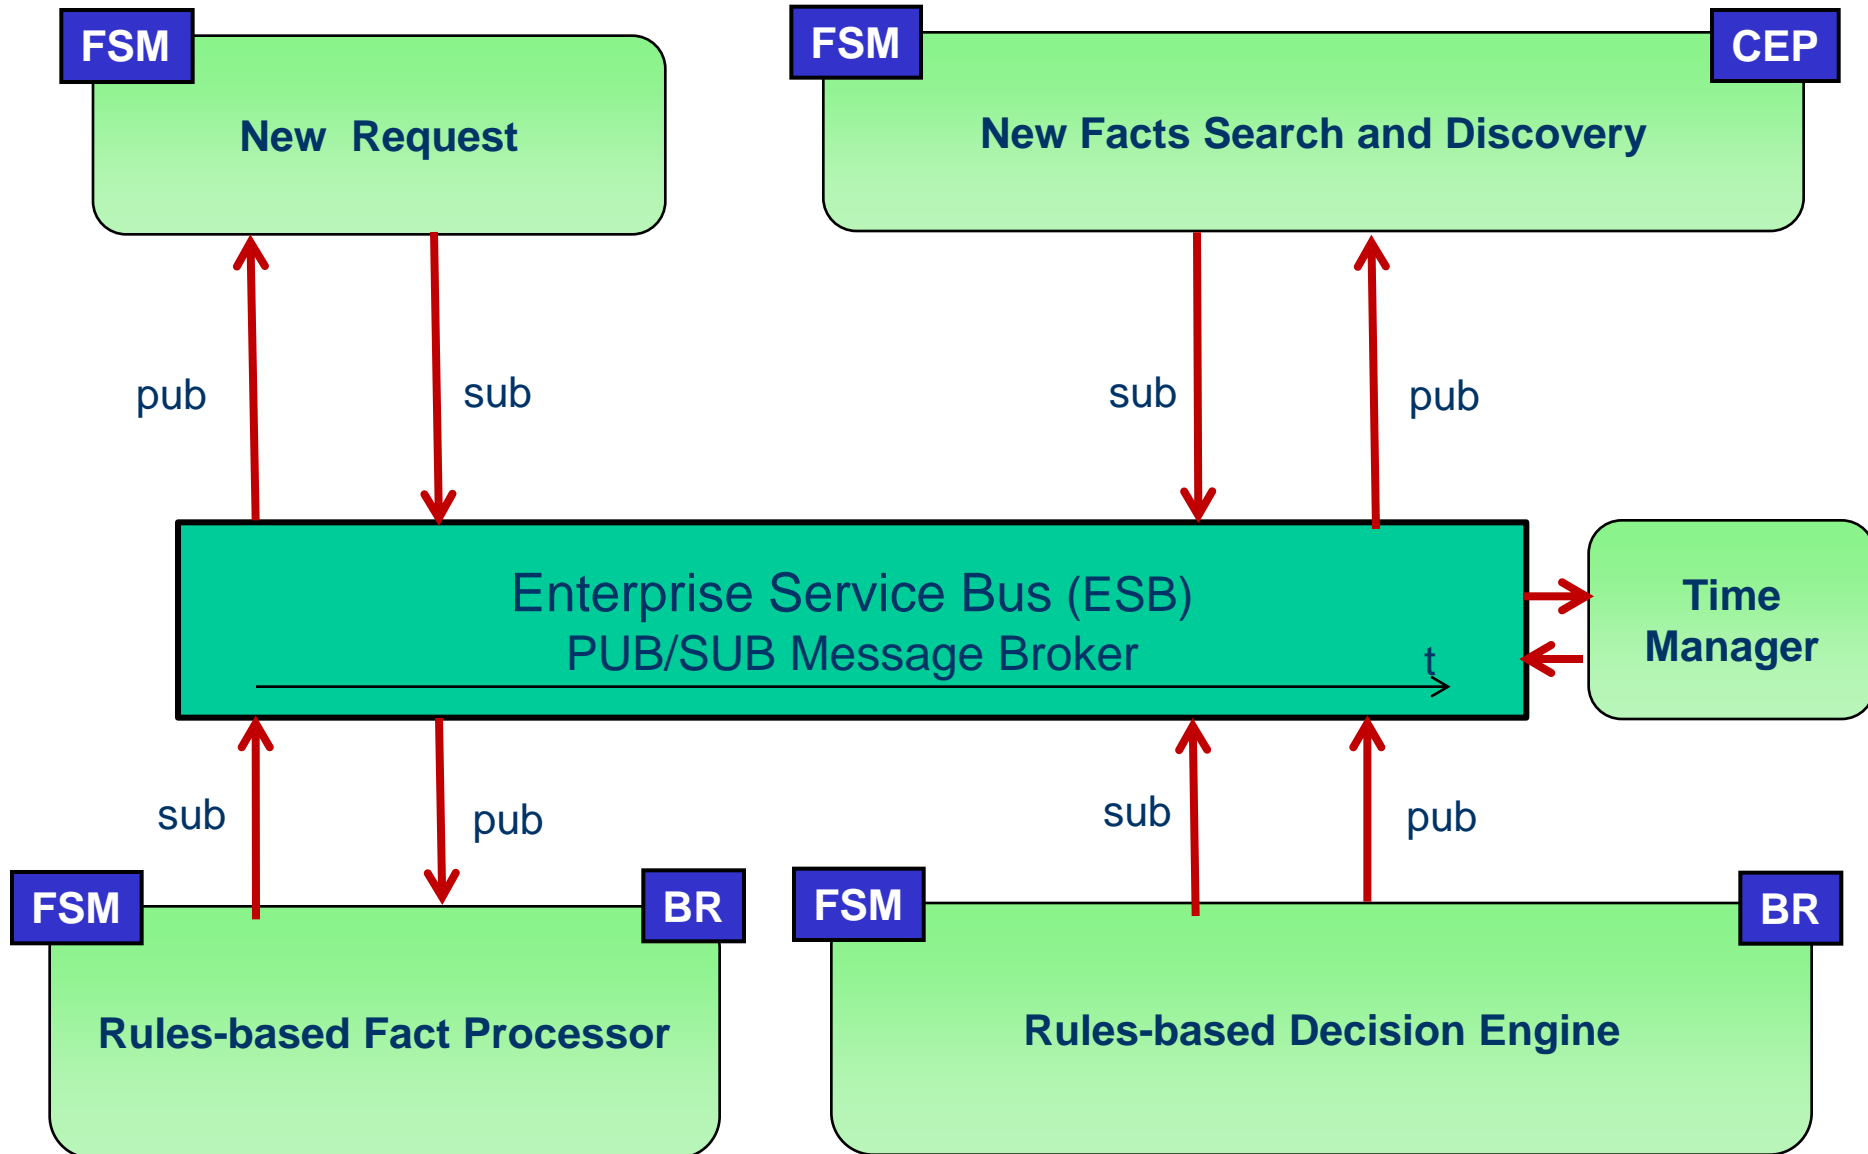 FSM
New  Request
FSM
CEP
New Facts Search and Discovery
pub
sub
sub
pub
Enterprise Service Bus (ESB)
PUB/SUB Message Broker
t
Time
Manager
sub
pub
sub
pub
FSM
BR
Rules-based Fact Processor
FSM
BR
Rules-based Decision Engine